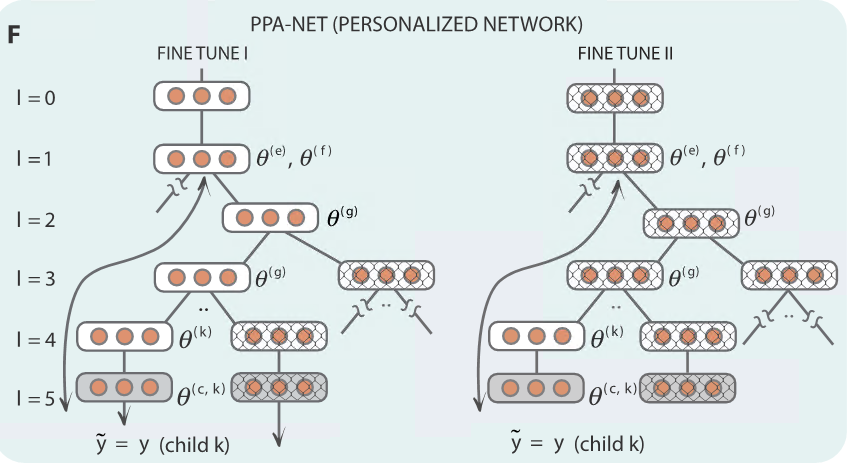 F
PPA-NET (PERSONALIZED NETWORK)
FINE TUNE I
FINE TUNE II
l = 0
l = 1
θ(e), θ(f)
θ(e), θ(f)
l = 2
θ(g)
θ(g)
l = 3
θ(g)
θ(g)
l = 4
θ(k)
θ(k)
l = 5
θ(c, k)
θ(c, k)
ỹ = y (child k)
ỹ = y (child k)